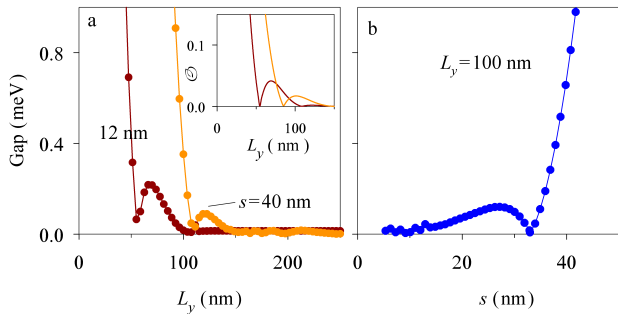 a
b
0.8
0.4
0.0
Gap (meV)
12 nm
s=40 nm
0.1
0.0
𝒪
0
100
L_y (nm)
L_y=100 nm
0
100
200
L_y (nm)
0
20
40
s (nm)